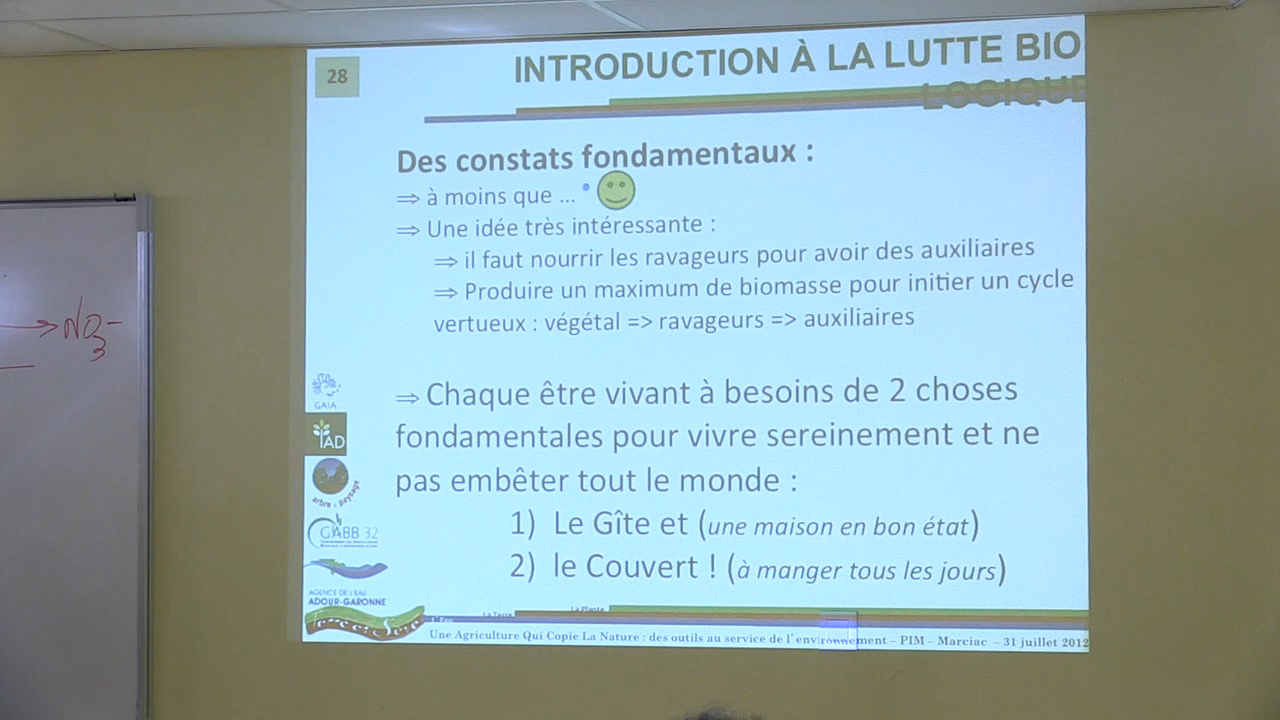 28
INTRODUCTION À LA LUTTE BIO
LOGIQUE
Des constats fondamentaux :
⇒ à moins que ...
⇒ Une idée très intéressante :
⇒ il faut nourrir les ravageurs pour avoir des auxiliaires
⇒ Produire un maximum de biomasse pour initier un cycle
vertueux : végétal => ravageurs => auxiliaires
NO3-
⇒ Chaque être vivant à besoins de 2 choses
fondamentales pour vivre sereinement et ne
pas embêter tout le monde :
1) Le Gîte et (une maison en bon état)
2) le Couvert ! (à manger tous les jours)
GAIA
IAD
arbre & paysage
GABB 32
AGENCE DE L'EAU
ADOUR-GARONNE
Terre et
L'Eau
La Terre
La Plante
Une Agriculture Qui Copie La Nature : des outils au service de l'environnement – PIM – Marciac – 31 juillet 2012